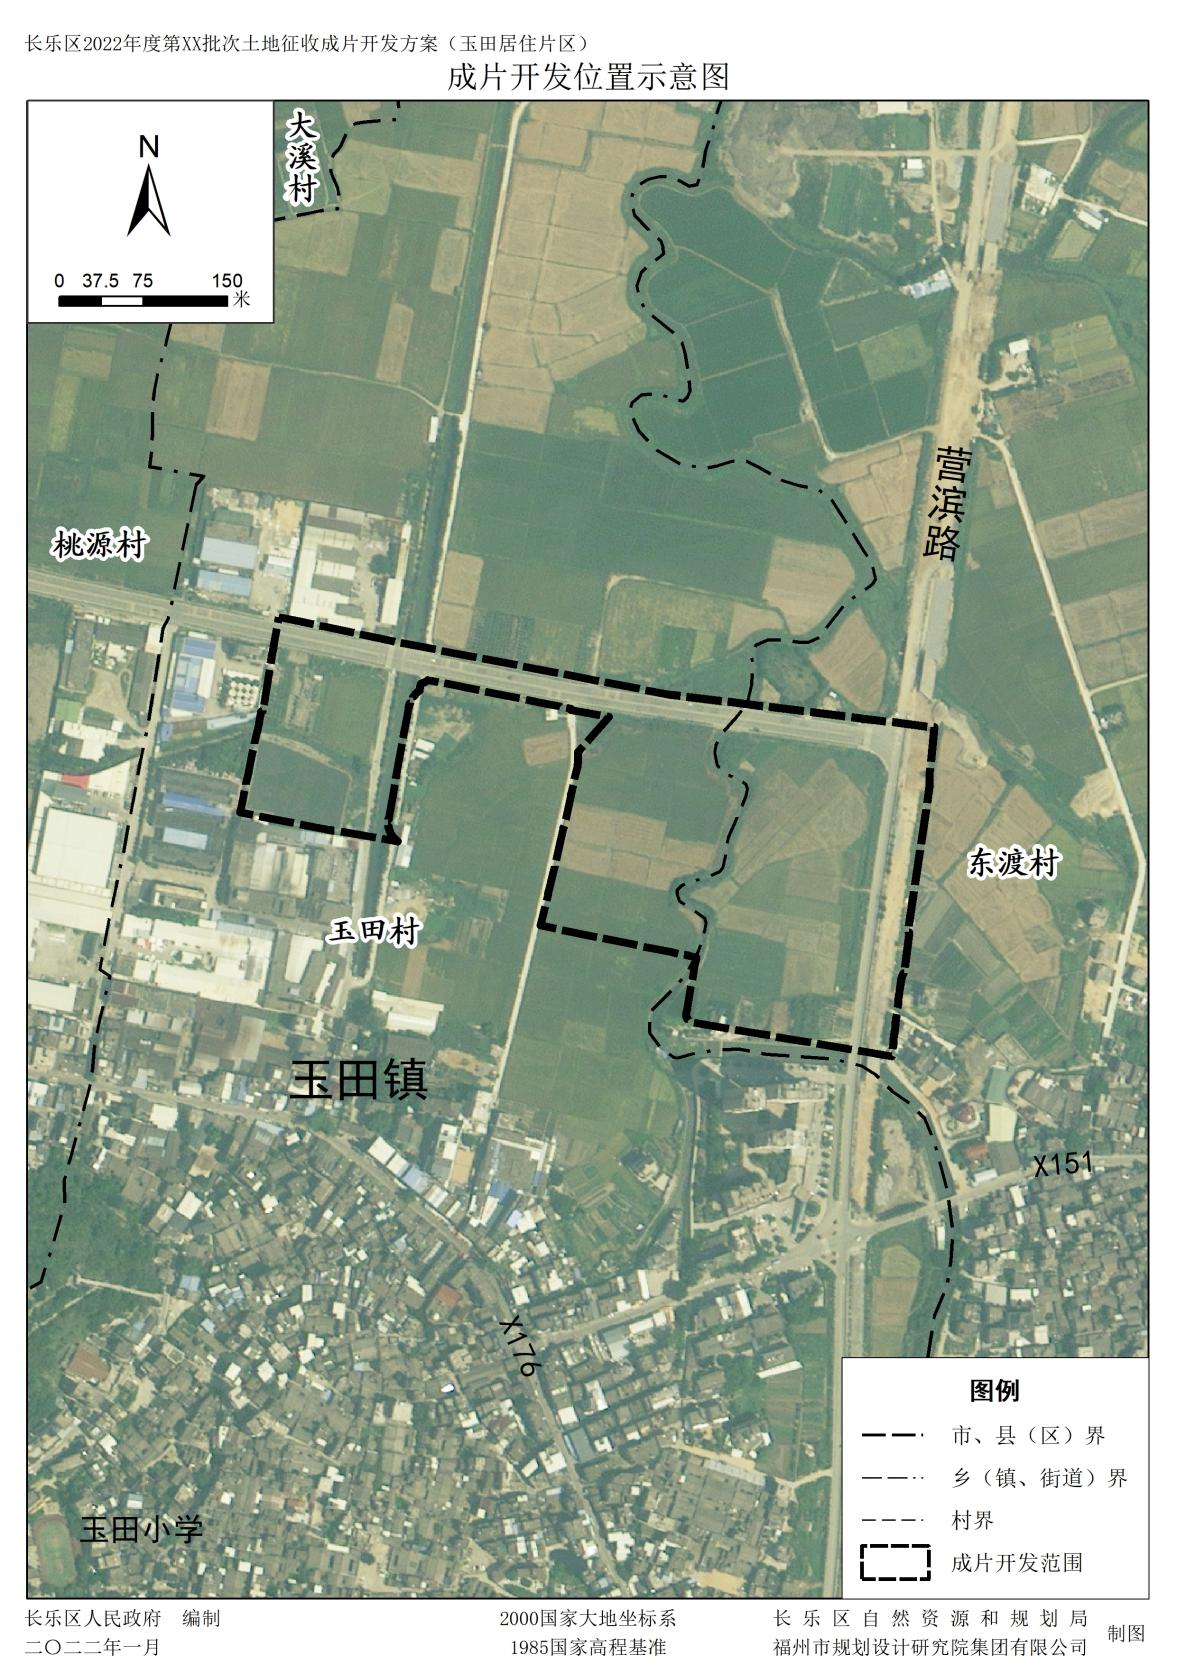 长乐区2022年度第XX批次土地征收成片开发方案（玉田居住片区）
成片开发位置示意图
N
0 37.5 75 150
米
大溪村
营滨路
桃源村
东渡村
玉田村
玉田镇
X151
X176
玉田小学
图例
市、县（区）界
乡（镇、街道）界
村界
成片开发范围
长乐区人民政府 编制
二〇二二年一月
2000国家大地坐标系
1985国家高程基准
长乐区自然资源和规划局
福州市规划设计研究院集团有限公司
制图